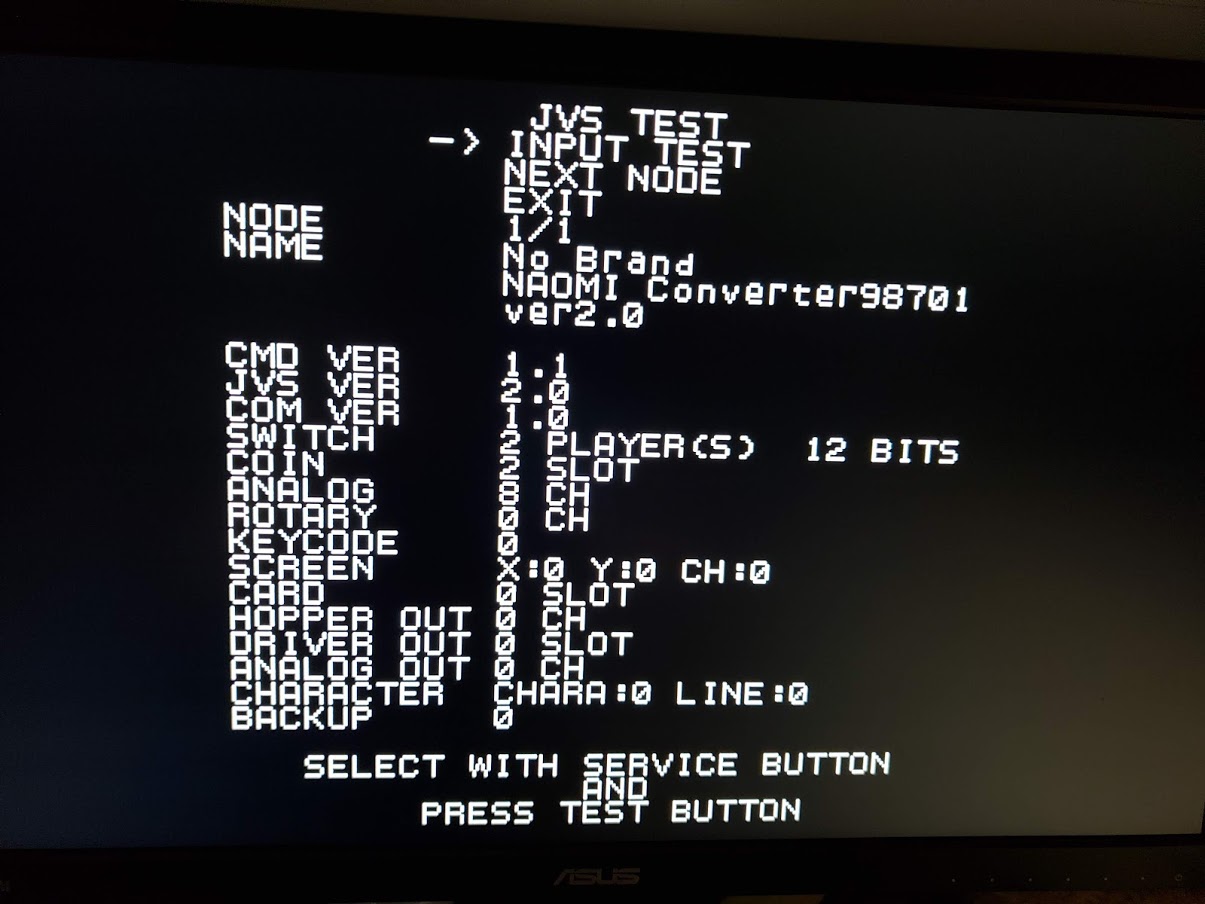 JVS TEST
-> INPUT TEST
NEXT NODE
EXIT
NODE 1/1
NAME No Brand
NAOMI Converter98701
ver2.0
CMD VER 1.1
JVS VER 2.0
COM VER 1.0
SWITCH 2 PLAYER(S) 12 BITS
COIN 2 SLOT
ANALOG 8 CH
ROTARY 0 CH
KEYCODE 0
SCREEN X:0 Y:0 CH:0
CARD 0 SLOT
HOPPER OUT 0 CH
DRIVER OUT 0 SLOT
ANALOG OUT 0 CH
CHARACTER CHARA:0 LINE:0
BACKUP 0
SELECT WITH SERVICE BUTTON
AND
PRESS TEST BUTTON
ASUS